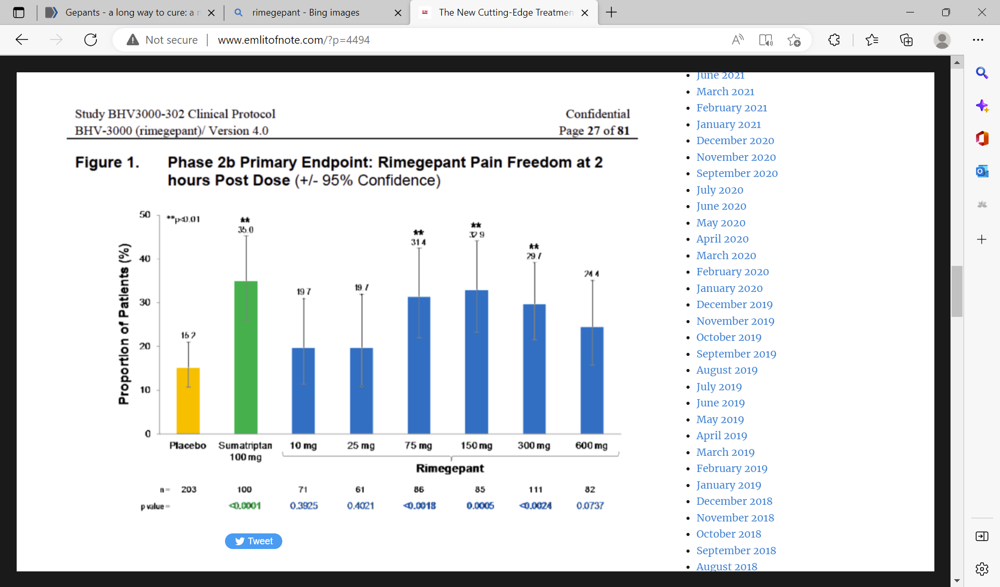 Gepants - a long way to cure: a n
rimegepant - Bing images
The New Cutting-Edge Treatmen
Not secure
www.emlitofnote.com/?p=4494
Study BHV3000-302 Clinical Protocol
Confidential
BHV-3000 (rimegepant)/ Version 4.0
Page 27 of 81
Figure 1. Phase 2b Primary Endpoint: Rimegepant Pain Freedom at 2
hours Post Dose (+/- 95% Confidence)
Proportion of Patients (%)
50
40
30
20
10
0
**p<0.01
15.2
**
35.0
19.7
19.7
**
31.4
**
32.9
**
29.7
24.4
Placebo Sumatriptan 10 mg 25 mg 75 mg 150 mg 300 mg 600 mg
100 mg
Rimegepant
n= 203 100 71 61 86 85 111 82
p value = <0.0001 0.3925 0.4021 <0.0018 0.0005 <0.0024 0.0737
Tweet
June 2021
March 2021
February 2021
January 2021
December 2020
November 2020
September 2020
July 2020
June 2020
May 2020
April 2020
March 2020
February 2020
January 2020
December 2019
November 2019
October 2019
September 2019
August 2019
July 2019
June 2019
May 2019
April 2019
March 2019
February 2019
January 2019
December 2018
November 2018
October 2018
September 2018
August 2018